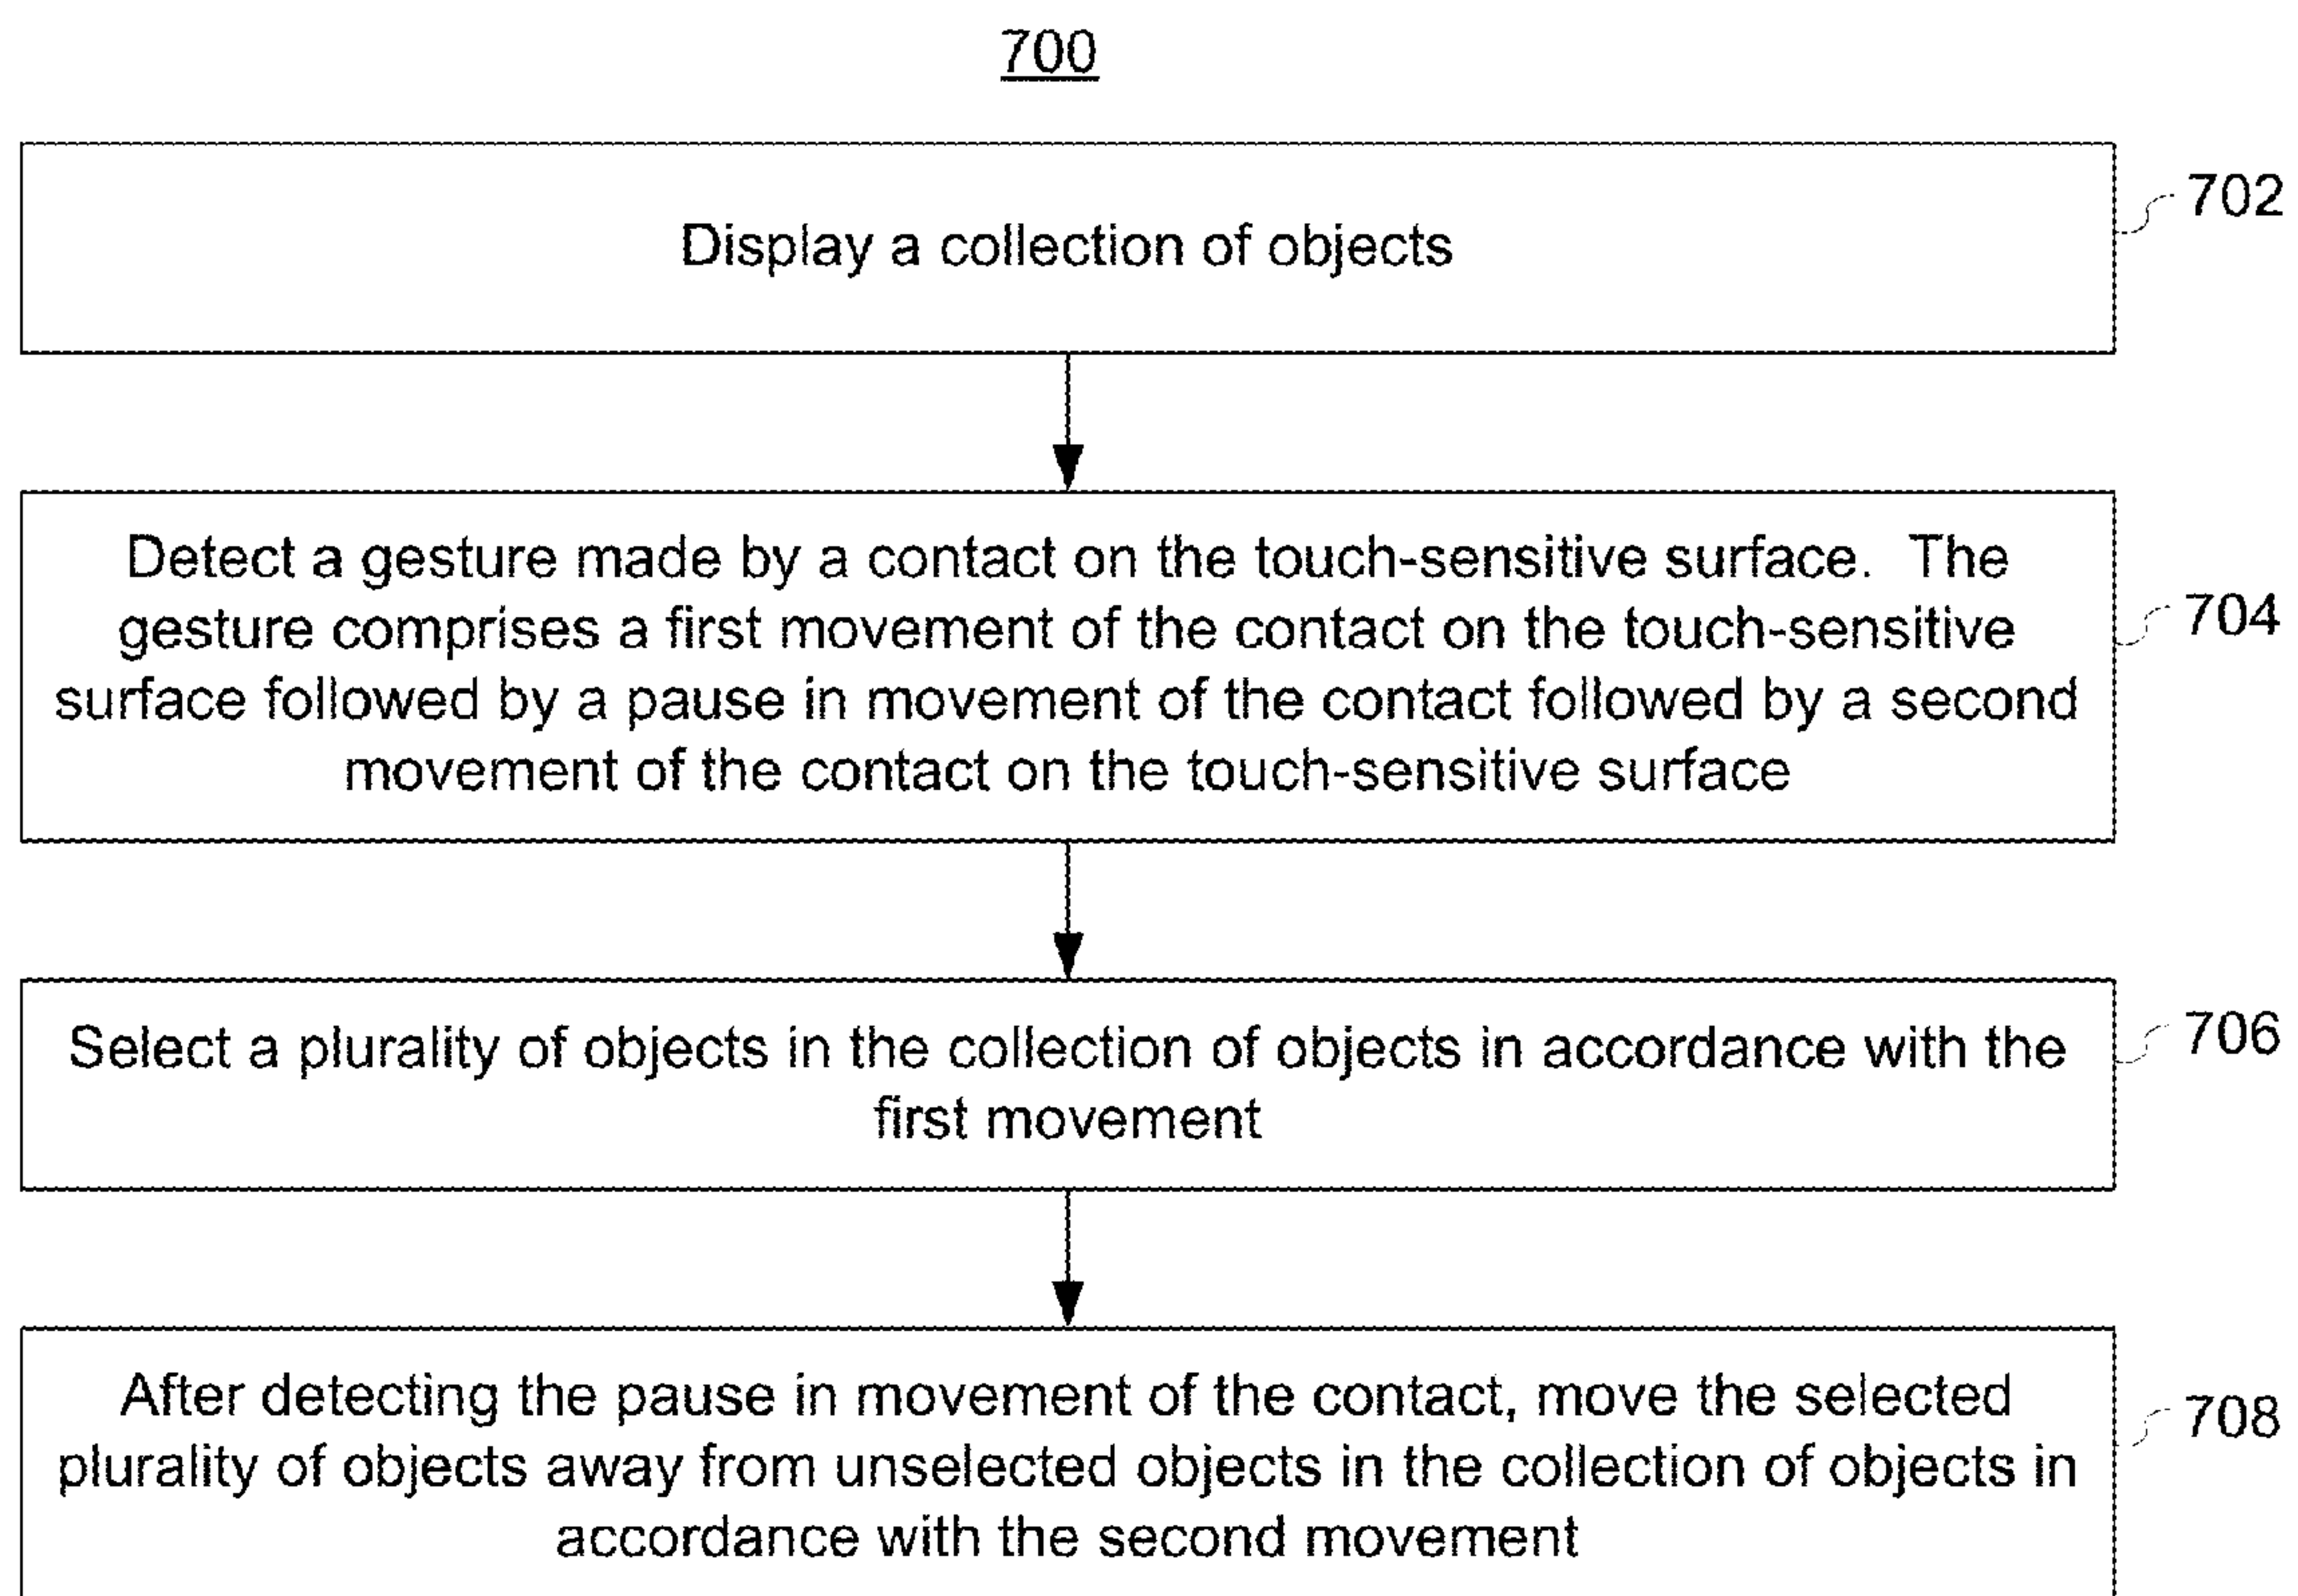 700
Display a collection of objects
702
Detect a gesture made by a contact on the touch-sensitive surface.  The
gesture comprises a first movement of the contact on the touch-sensitive
surface followed by a pause in movement of the contact followed by a second
movement of the contact on the touch-sensitive surface
704
Select a plurality of objects in the collection of objects in accordance with the
first movement
706
After detecting the pause in movement of the contact, move the selected
plurality of objects away from unselected objects in the collection of objects in
accordance with the second movement
708